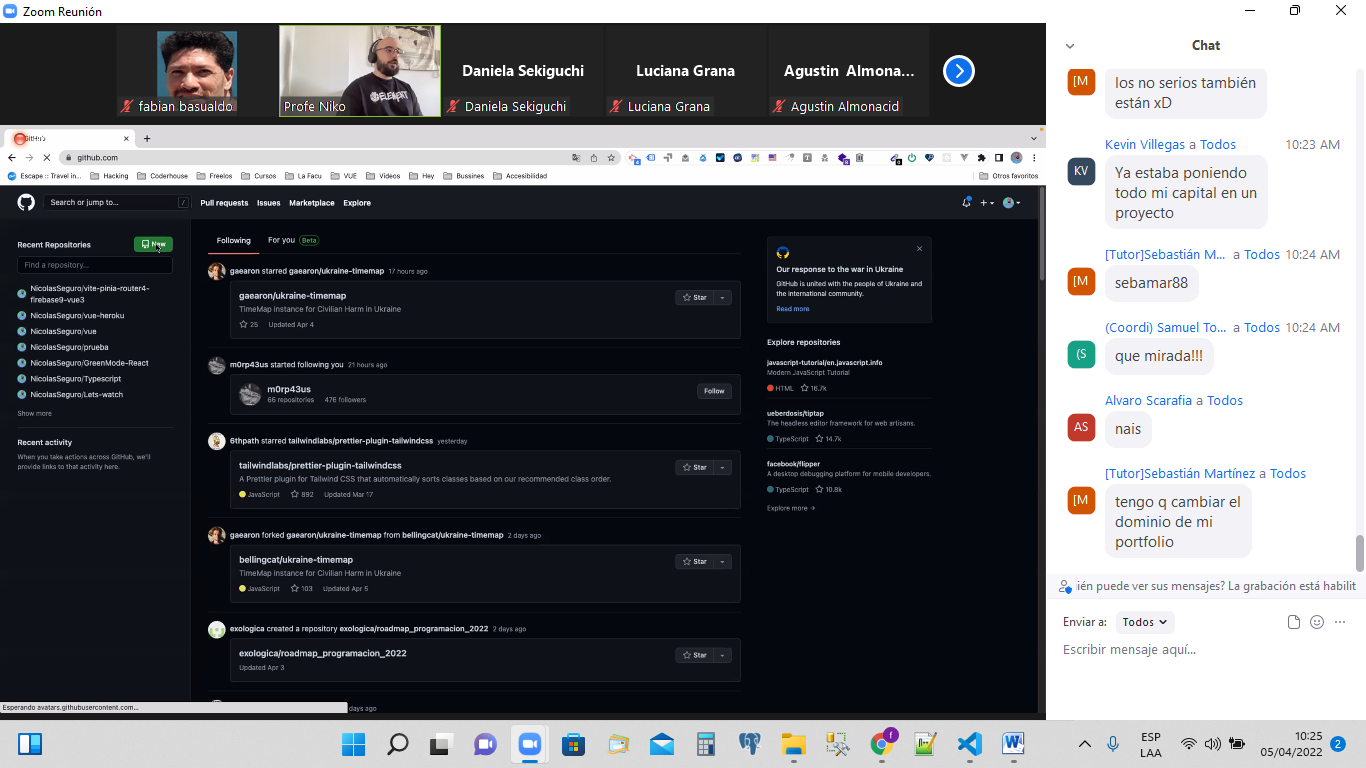 Zoom Reunión
fabian basualdo
Profe Niko
ELEMENT
Daniela Sekiguchi
Daniela Sekiguchi
Luciana Grana
Luciana Grana
Agustin Almona...
Agustin Almonacid
GitHub
github.com
Escape :: Travel in...
Hacking
Coderhouse
Freelos
Cursos
La Facu
VUE
Videos
Hey
Bussines
Accesibilidad
Otros favoritos
Search or jump to...
/
Pull requests
Issues
Marketplace
Explore
Recent Repositories
New
Find a repository...
NicolasSeguro/vite-pinia-router4-
firebase9-vue3
NicolasSeguro/vue-heroku
NicolasSeguro/vue
NicolasSeguro/prueba
NicolasSeguro/GreenMode-React
NicolasSeguro/Typescript
NicolasSeguro/Lets-watch
Show more
Recent activity
When you take actions across GitHub, we'll
provide links to that activity here.
Following
For you Beta
gaearon starred gaearon/ukraine-timemap 17 hours ago
gaearon/ukraine-timemap
Star
TimeMap instance for Civilian Harm in Ukraine
25 Updated Apr 4
m0rp43us started following you 21 hours ago
m0rp43us
66 repositories 476 followers
Follow
6thpath starred tailwindlabs/prettier-plugin-tailwindcss yesterday
tailwindlabs/prettier-plugin-tailwindcss
Star
A Prettier plugin for Tailwind CSS that automatically sorts classes based on our recommended class order.
JavaScript 892 Updated Mar 17
gaearon forked gaearon/ukraine-timemap from bellingcat/ukraine-timemap 2 days ago
bellingcat/ukraine-timemap
Star
TimeMap instance for Civilian Harm in Ukraine
JavaScript 103 Updated Apr 5
exologica created a repository exologica/roadmap_programacion_2022 2 days ago
exologica/roadmap_programacion_2022
Star
Updated Apr 3
days ago
Our response to the war in Ukraine
GitHub is united with the people of Ukraine and
the international community.
Read more
Explore repositories
javascript-tutorial/en.javascript.info
Modern JavaScript Tutorial
HTML 16.7k
ueberdosis/tiptap
The headless editor framework for web artisans.
TypeScript 14.7k
facebook/flipper
A desktop debugging platform for mobile developers.
TypeScript 10.8k
Explore more →
Esperando avatars.githubusercontent.com...
Chat
[M
los no serios también
están xD
Kevin Villegas a Todos 10:23 AM
KV
Ya estaba poniendo
todo mi capital en un
proyecto
[Tutor]Sebastián M... a Todos 10:24 AM
[M
sebamar88
(Coordi) Samuel To... a Todos 10:24 AM
(S
que mirada!!!
Alvaro Scarafia a Todos
AS
nais
[Tutor]Sebastián Martínez a Todos
[M
tengo q cambiar el
dominio de mi
portfolio
ién puede ver sus mensajes? La grabación está habilit
Enviar a: Todos
Escribir mensaje aquí...
f
ESP
LAA
10:25
05/04/2022
2